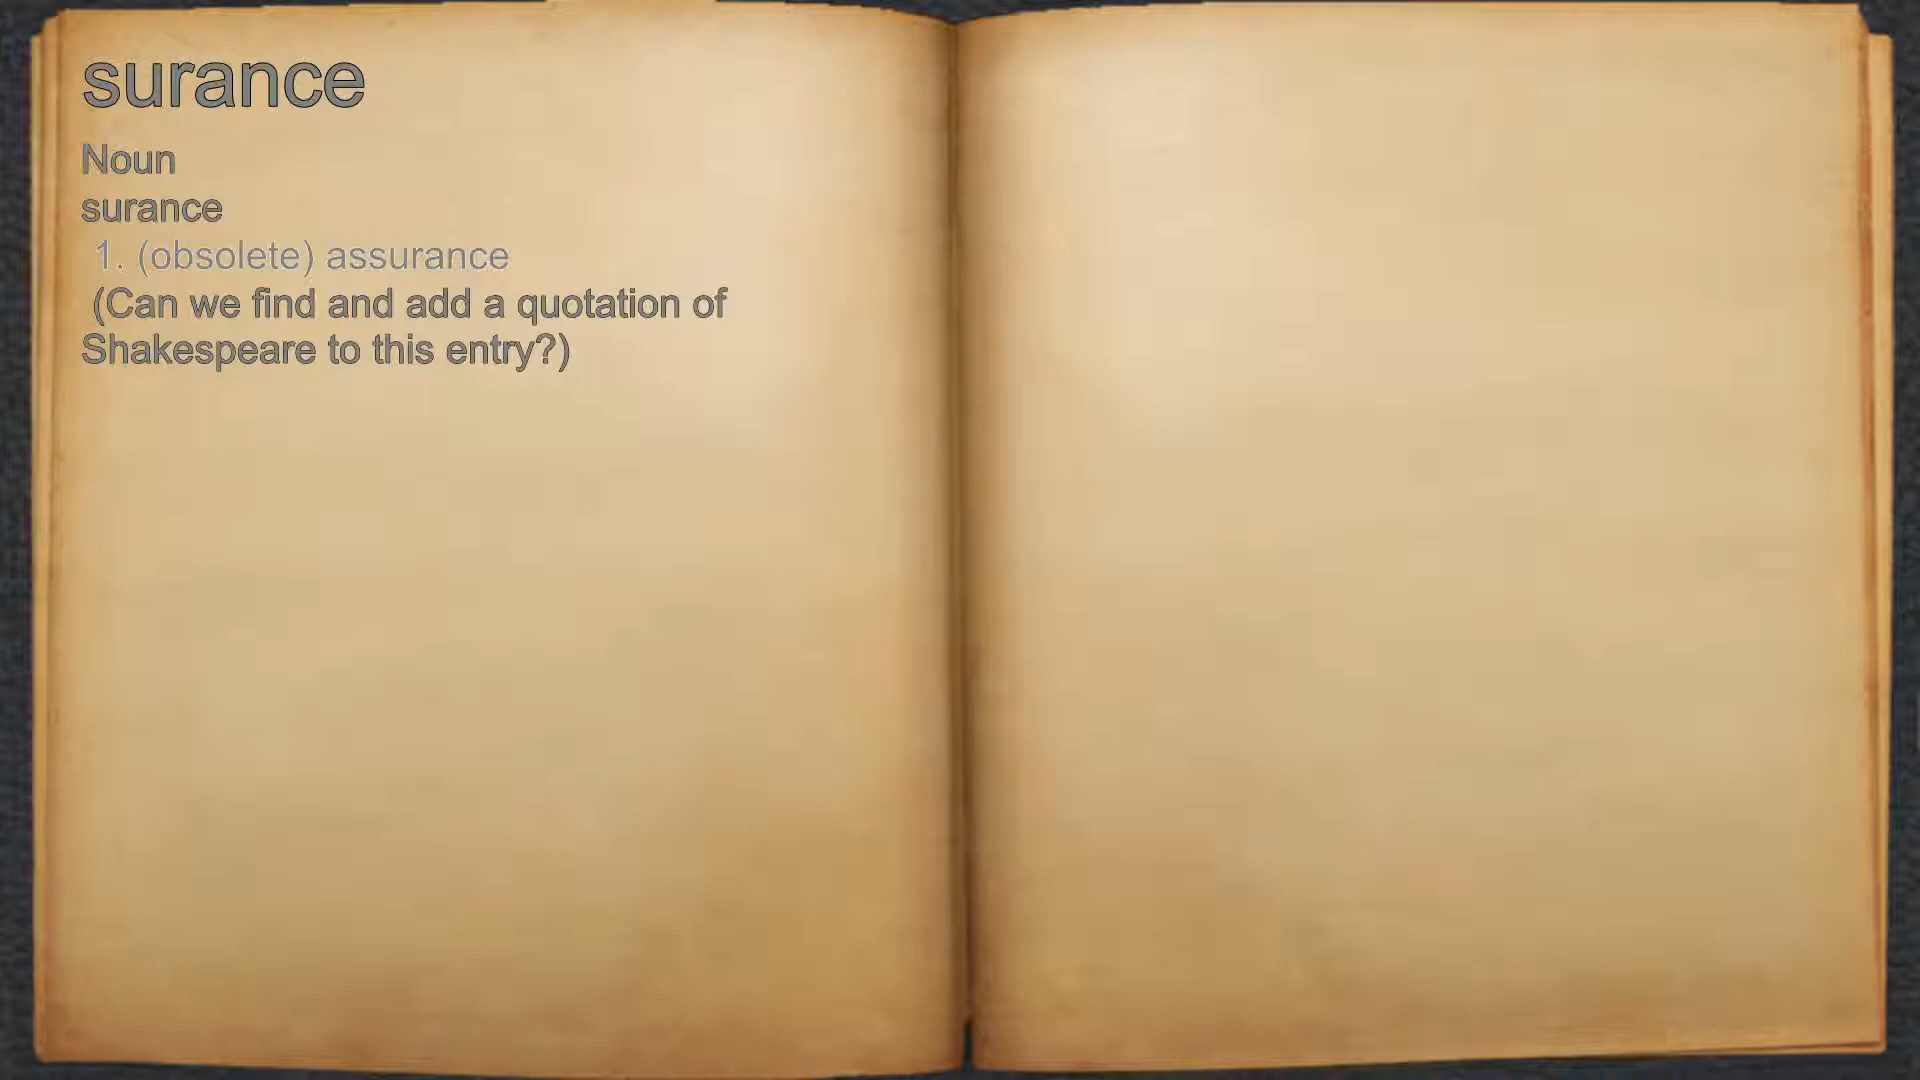 surance
Noun
surance
1. (obsolete) assurance
(Can we find and add a quotation of
Shakespeare to this entry?)